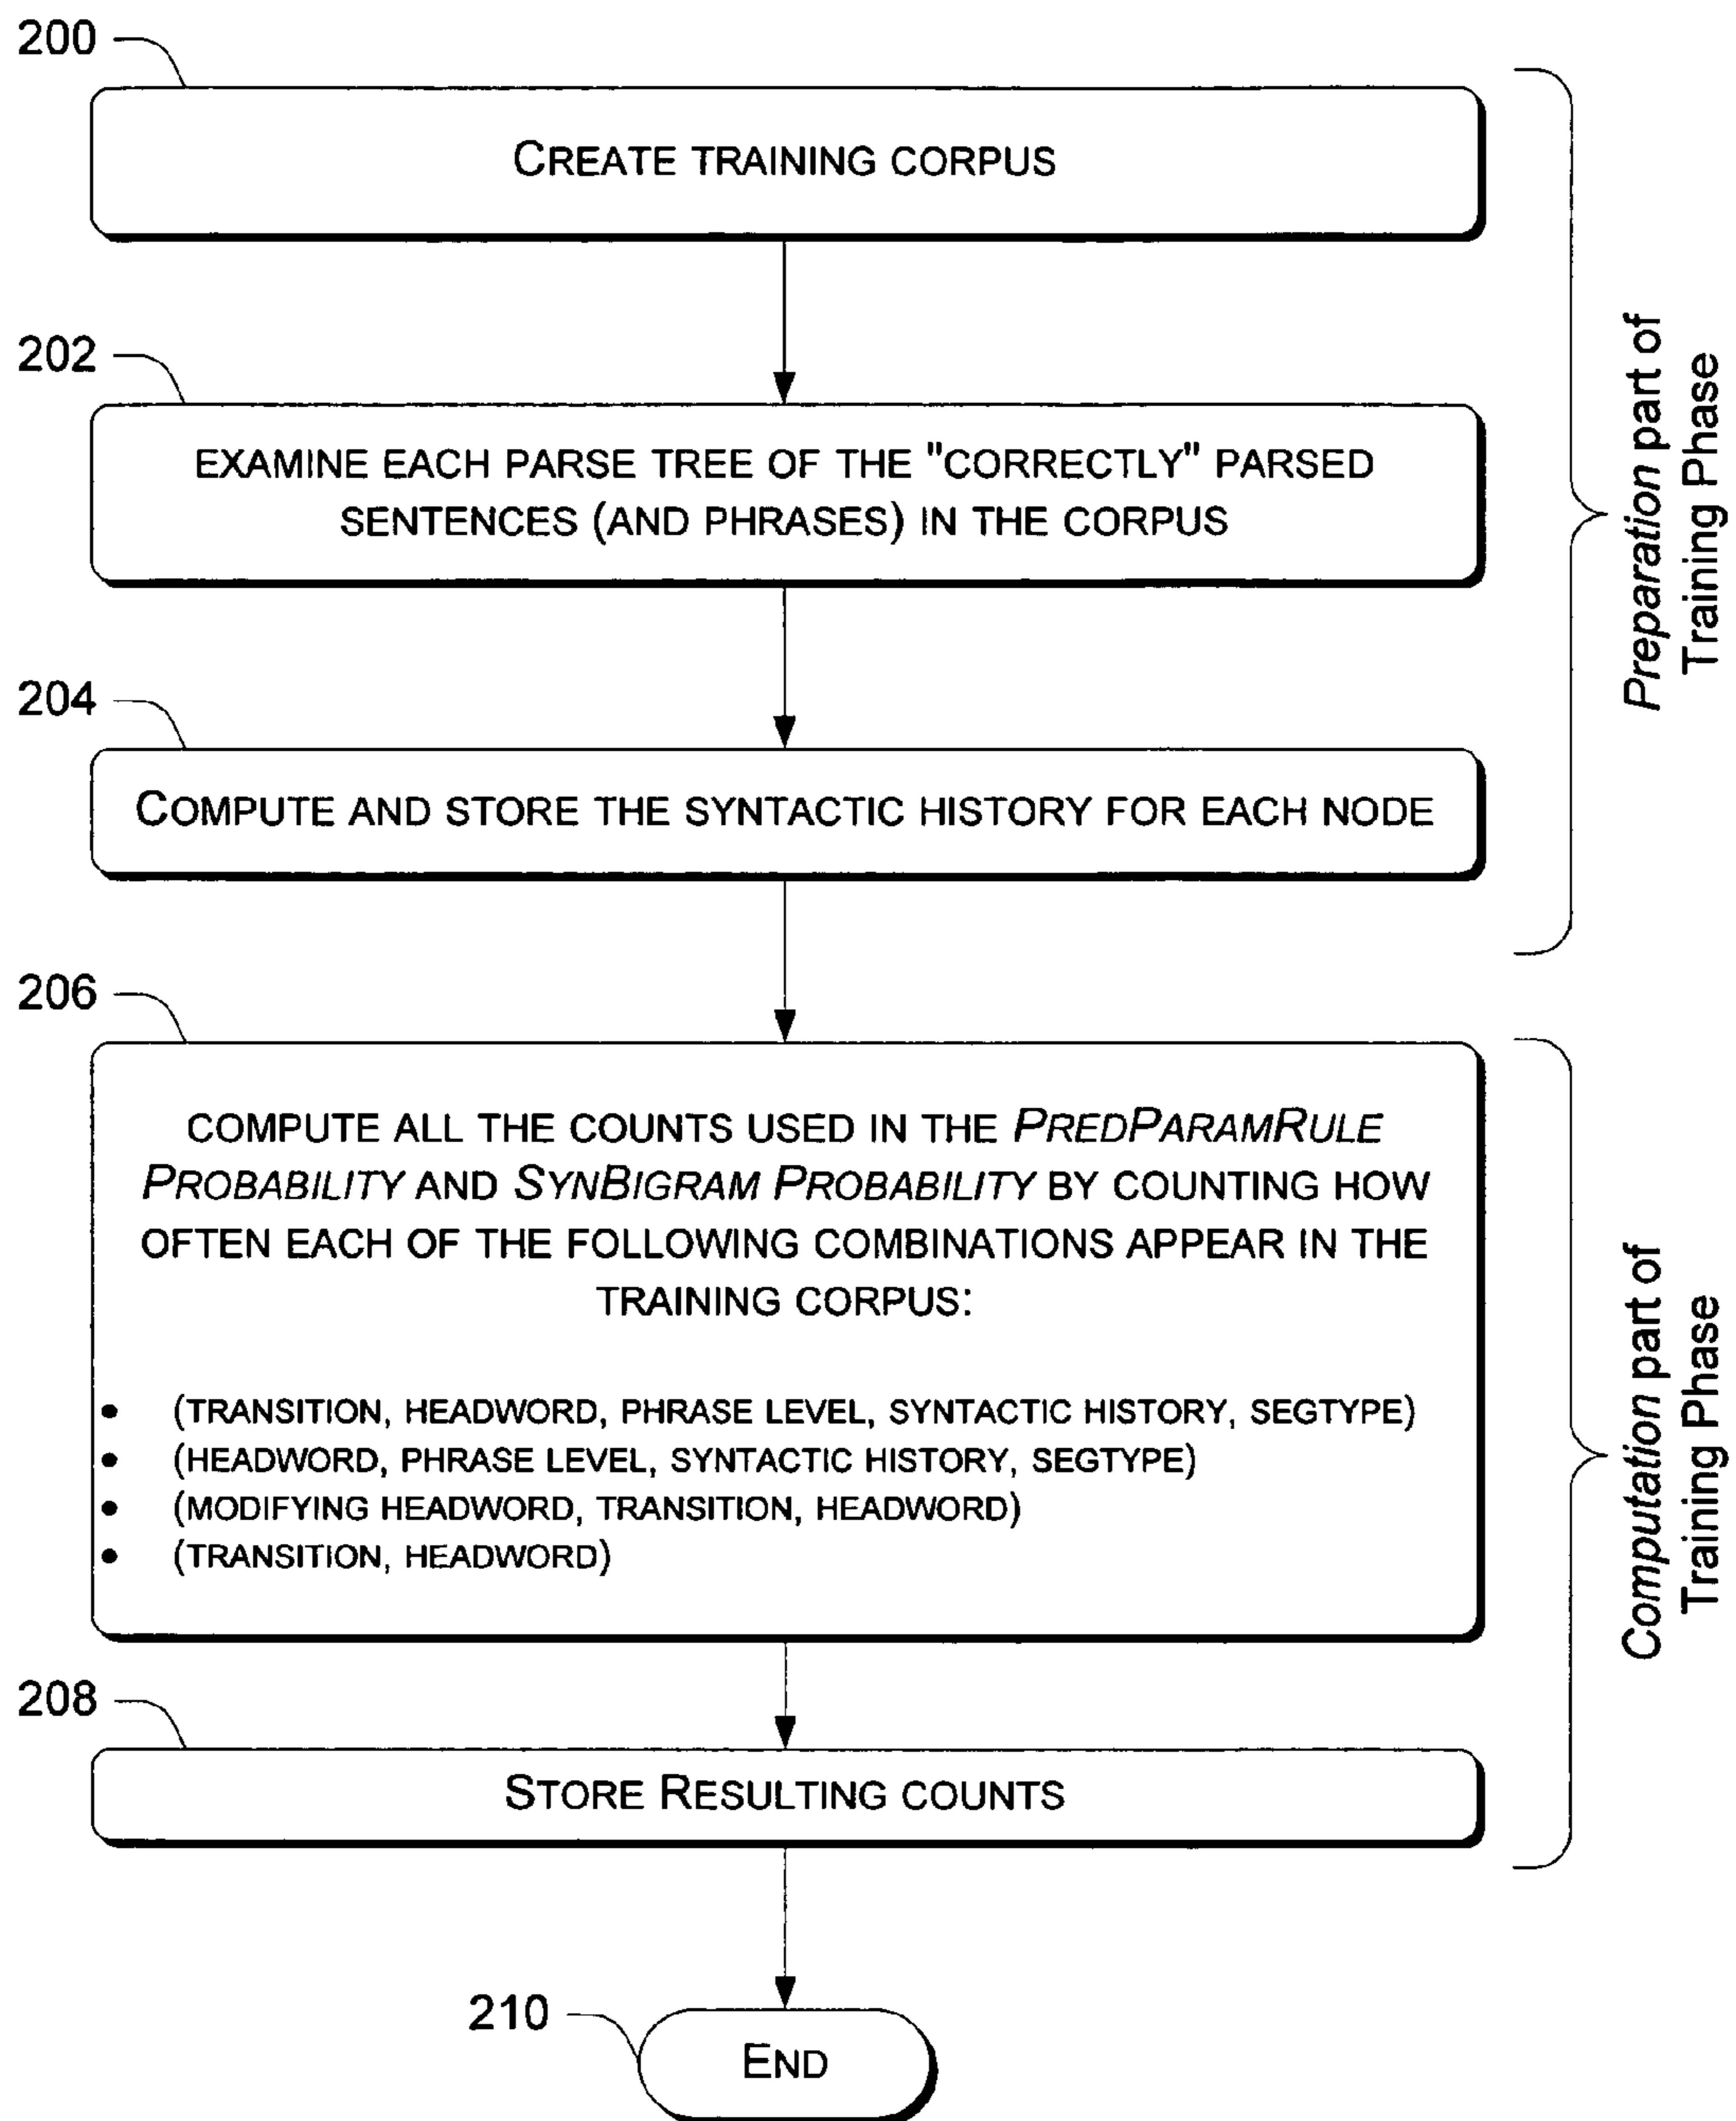 200
CREATE TRAINING CORPUS
202
EXAMINE EACH PARSE TREE OF THE "CORRECTLY" PARSED
SENTENCES (AND PHRASES) IN THE CORPUS
204
COMPUTE AND STORE THE SYNTACTIC HISTORY FOR EACH NODE
Preparation part of
Training Phase
206
COMPUTE ALL THE COUNTS USED IN THE PREDPARAMRULE
PROBABILITY AND SYNBIGRAM PROBABILITY BY COUNTING HOW
OFTEN EACH OF THE FOLLOWING COMBINATIONS APPEAR IN THE
TRAINING CORPUS:
• (TRANSITION, HEADWORD, PHRASE LEVEL, SYNTACTIC HISTORY, SEGTYPE)
• (HEADWORD, PHRASE LEVEL, SYNTACTIC HISTORY, SEGTYPE)
• (MODIFYING HEADWORD, TRANSITION, HEADWORD)
• (TRANSITION, HEADWORD)
208
STORE RESULTING COUNTS
Computation part of
Training Phase
210
END